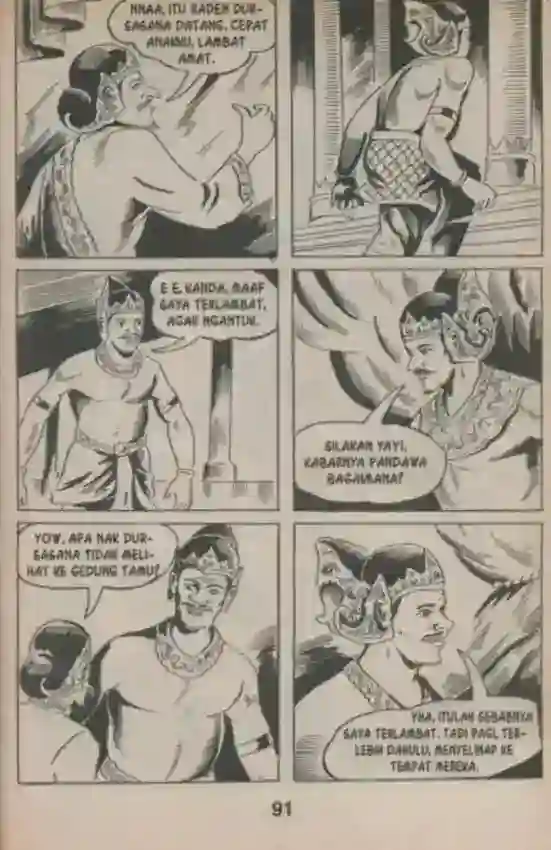 NNAA, ITU RADEN DUR-
SASANA DATANG, CEPAT
ANAKKU, LAMBAT
AMAT.
E E, KANDA, MAAF
SAYA TERLAMBAT,
AGAK NGANTUK.
SILAKAN YAYI,
KABARNYA PANDAWA
BAGAIMANA?
YOW, APA NAK DUR-
SASANA TIDAK MELI-
HAT KE GEDUNG TAMU?
YHA, ITULAH SEBABNYA
SAYA TERLAMBAT. TADI PAGI, TER-
LEBIH DAHULU, MENYELINAP KE
TEMPAT MEREKA.
91